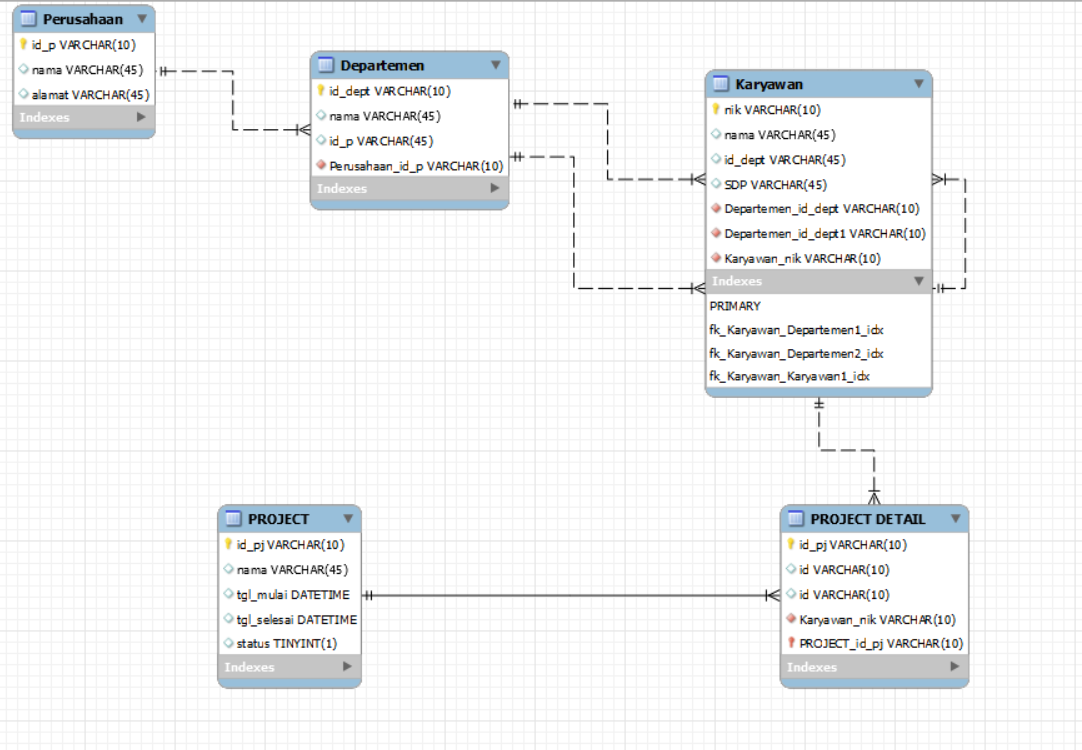 Perusahaan
id_p VARCHAR(10)
nama VARCHAR(45)
alamat VARCHAR(45)
Indexes
Departemen
id_dept VARCHAR(10)
nama VARCHAR(45)
id_p VARCHAR(45)
Perusahaan_id_p VARCHAR(10)
Indexes
Karyawan
nik VARCHAR(10)
nama VARCHAR(45)
id_dept VARCHAR(45)
SDP VARCHAR(45)
Departemen_id_dept VARCHAR(10)
Departemen_id_dept1 VARCHAR(10)
Karyawan_nik VARCHAR(10)
Indexes
PRIMARY
fk_Karyawan_Departemen1_idx
fk_Karyawan_Departemen2_idx
fk_Karyawan_Karyawan1_idx
PROJECT
id_pj VARCHAR(10)
nama VARCHAR(45)
tgl_mulai DATETIME
tgl_selesai DATETIME
status TINYINT(1)
Indexes
PROJECT DETAIL
id_pj VARCHAR(10)
id VARCHAR(10)
id VARCHAR(10)
Karyawan_nik VARCHAR(10)
PROJECT_id_pj VARCHAR(10)
Indexes